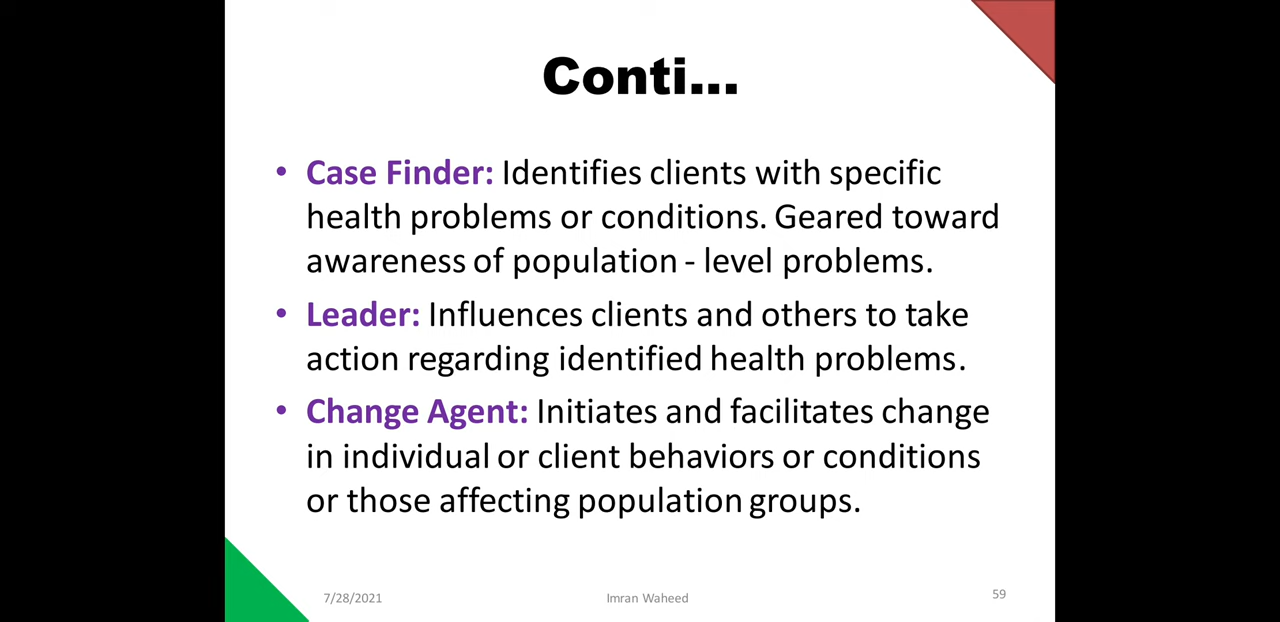 Conti...
• Case Finder: Identifies clients with specific
health problems or conditions. Geared toward
awareness of population - level problems.
• Leader: Influences clients and others to take
action regarding identified health problems.
• Change Agent: Initiates and facilitates change
in individual or client behaviors or conditions
or those affecting population groups.
7/28/2021
Imran Waheed
59